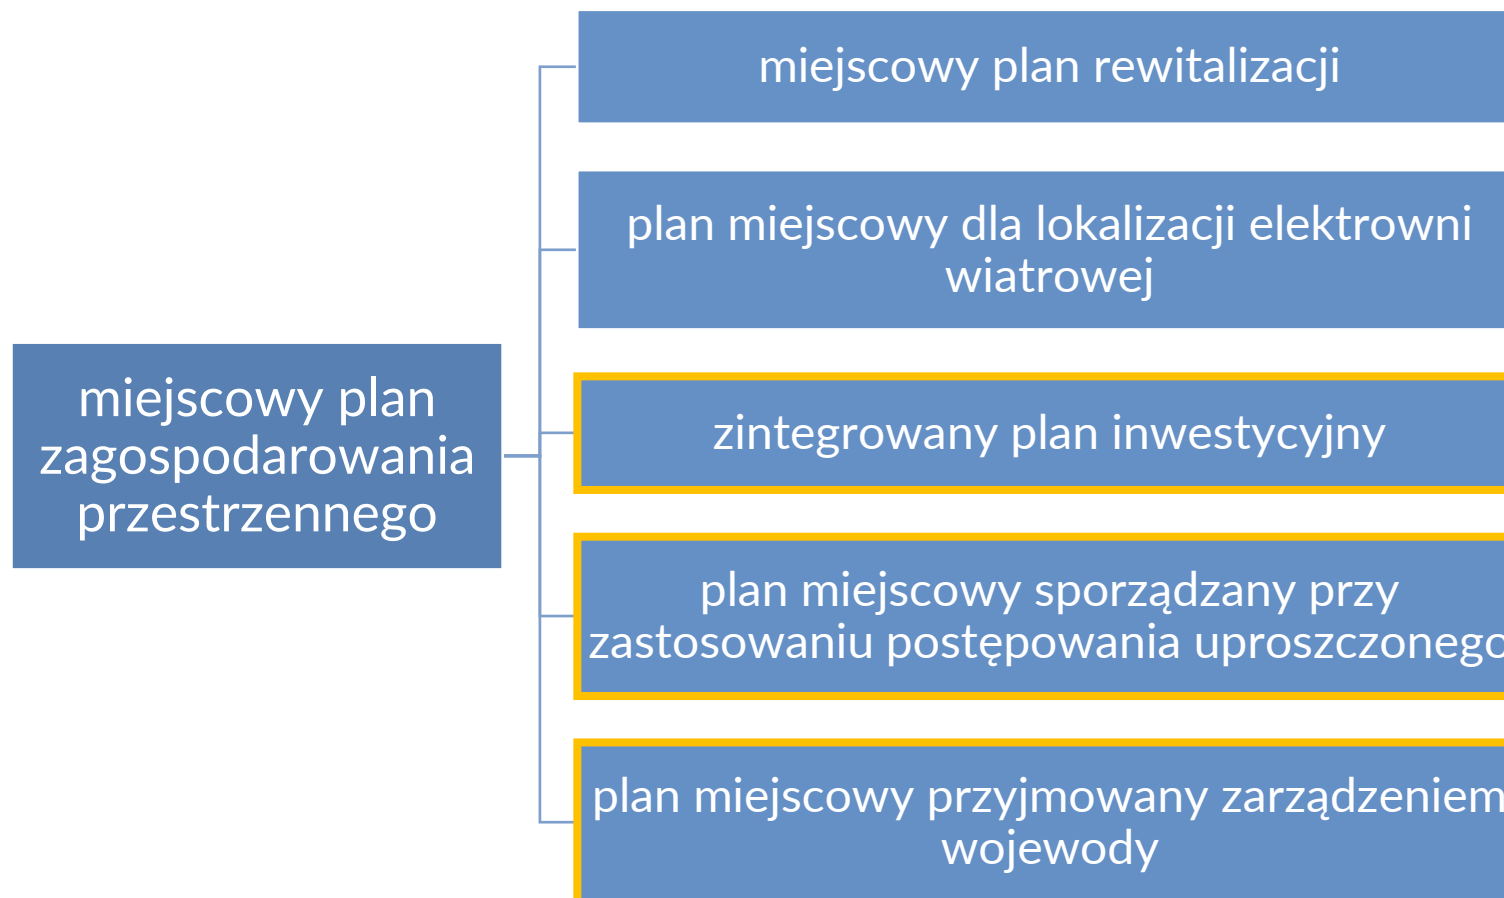 miejscowy plan
zagospodarowania
przestrzennego
miejscowy plan rewitalizacji
plan miejscowy dla lokalizacji elektrowni
wiatrowej
zintegrowany plan inwestycyjny
plan miejscowy sporządzany przy
zastosowaniu postępowania uproszczonego
plan miejscowy przyjmowany zarządzeniem
wojewody